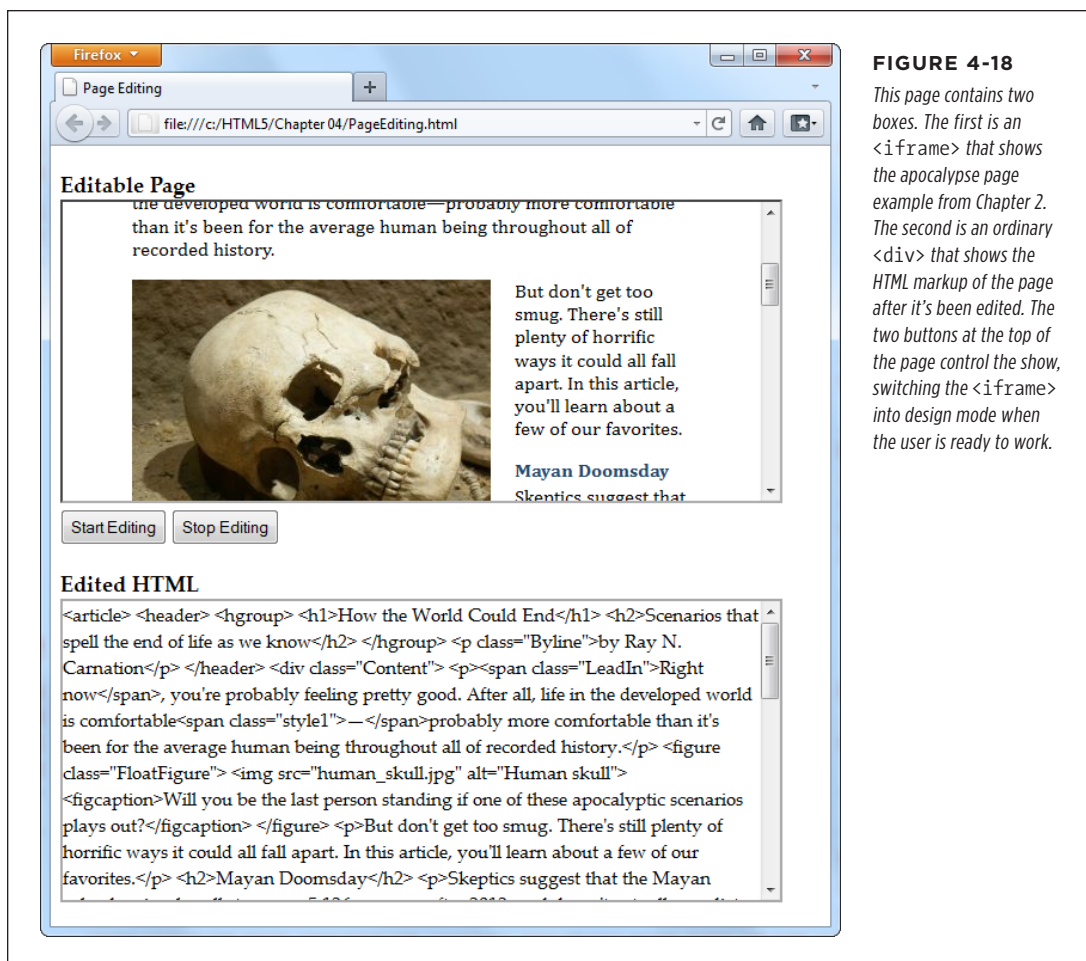 Firefox
Page Editing
file:///c:/HTML5/Chapter 04/PageEditing.html
Editable Page
the developed world is comfortable—probably more comfortable
than it's been for the average human being throughout all of
recorded history.
But don't get too
smug. There's still
plenty of horrific
ways it could all fall
apart. In this article,
you'll learn about a
few of our favorites.
Mayan Doomsday
Skeptics suggest that
Start Editing Stop Editing
Edited HTML
<article> <header> <hgroup> <h1>How the World Could End</h1> <h2>Scenarios that
spell the end of life as we know</h2> </hgroup> <p class="Byline">by Ray N.
Carnation</p> </header> <div class="Content"> <p><span class="LeadIn">Right
now</span>, you're probably feeling pretty good. After all, life in the developed world
is comfortable<span class="style1">—</span>probably more comfortable than it's
been for the average human being throughout all of recorded history.</p> <figure
class="FloatFigure"> <img src="human_skull.jpg" alt="Human skull">
<figcaption>Will you be the last person standing if one of these apocalyptic scenarios
plays out?</figcaption> </figure> <p>But don't get too smug. There's still plenty of
horrific ways it could all fall apart. In this article, you'll learn about a few of our
favorites.</p> <h2>Mayan Doomsday</h2> <p>Skeptics suggest that the Mayan
FIGURE 4-18
This page contains two
boxes. The first is an
<iframe> that shows
the apocalypse page
example from Chapter 2.
The second is an ordinary
<div> that shows the
HTML markup of the page
after it's been edited. The
two buttons at the top of
the page control the show,
switching the <iframe>
into design mode when
the user is ready to work.